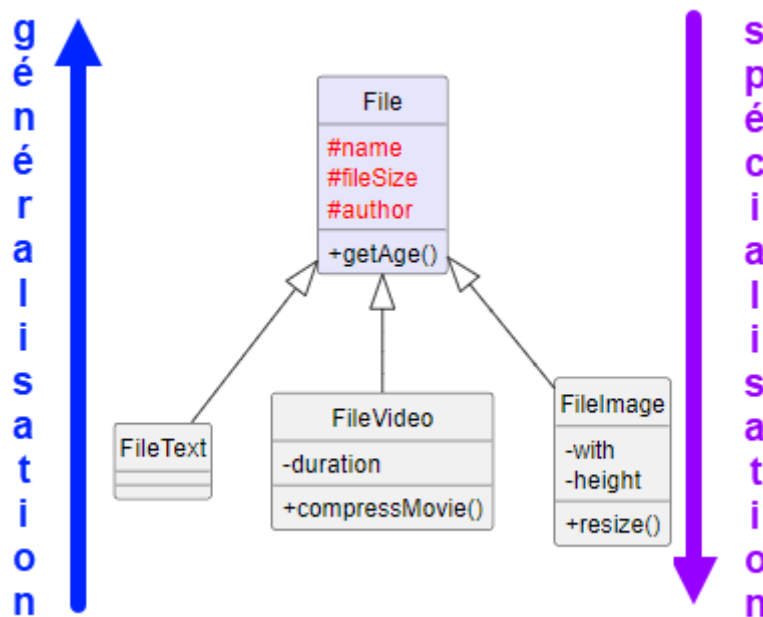 généralisation
File
#name
#fileSize
#author
+getAge()
FileText
FileVideo
-duration
+compressMovie()
FileImage
-with
-height
+resize()
spécialisation